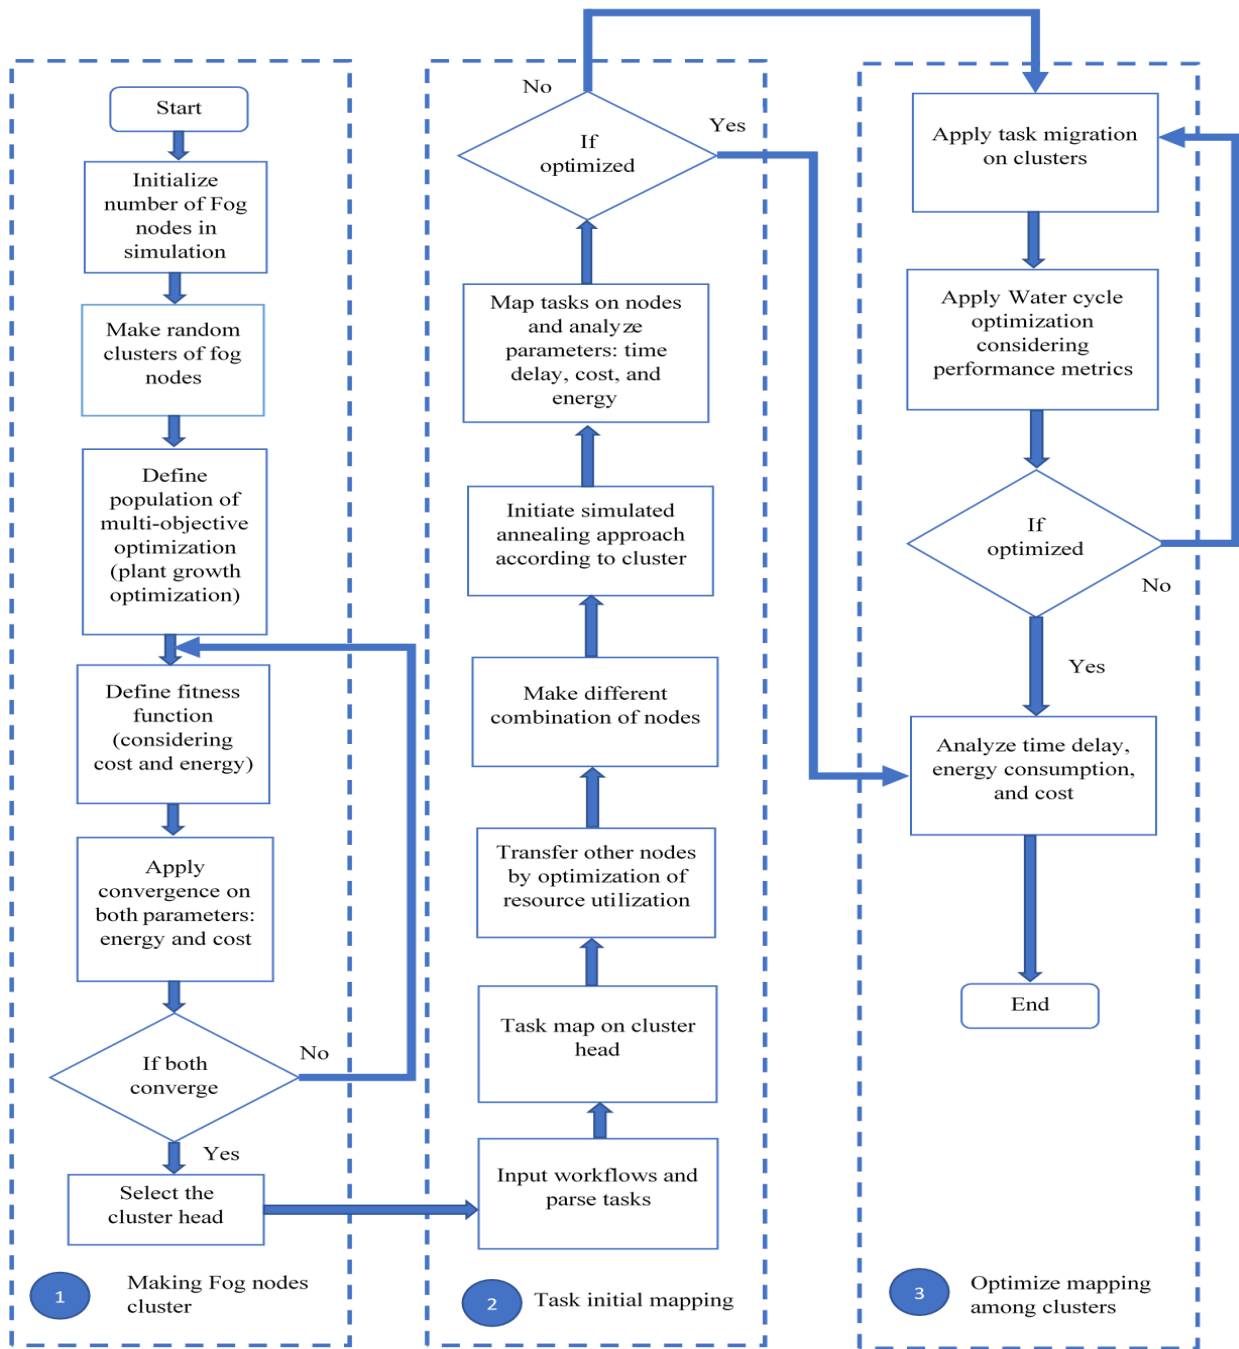 Start
Initialize
number of Fog
nodes in
simulation
Make random
clusters of fog
nodes
Define
population of
multi-objective
optimization
(plant growth
optimization)
Define fitness
function
(considering
cost and energy)
Apply
convergence on
both parameters:
energy and cost
If both
converge
No
Yes
Select the
cluster head
1
Making Fog nodes
cluster
No
If
optimized
Yes
Map tasks on nodes
and analyze
parameters: time
delay, cost, and
energy
Initiate simulated
annealing approach
according to cluster
Make different
combination of nodes
Transfer other nodes
by optimization of
resource utilization
Task map on cluster
head
Input workflows and
parse tasks
2
Task initial mapping
Apply task migration
on clusters
Apply Water cycle
optimization
considering
performance metrics
If
optimized
No
Yes
Analyze time delay,
energy consumption,
and cost
End
3
Optimize mapping
among clusters